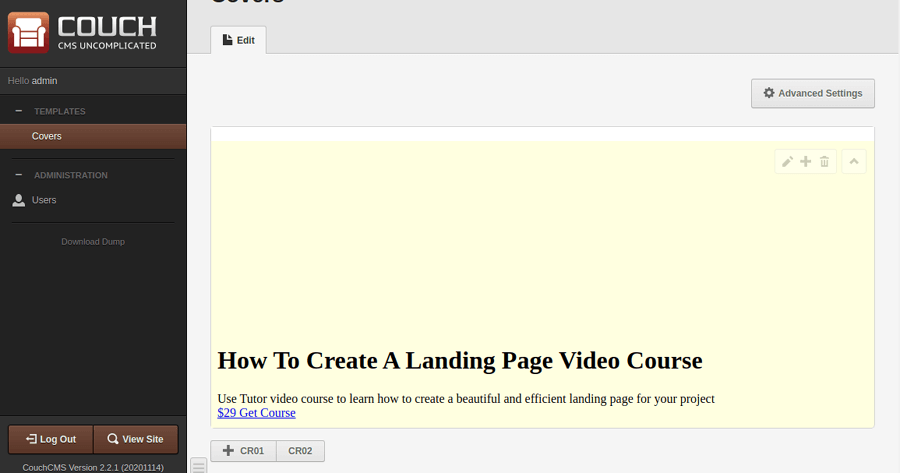 COUCH
CMS UNCOMPLICATED
Hello admin
TEMPLATES
Covers
ADMINISTRATION
Users
Download Dump
Log Out
View Site
CouchCMS Version 2.2.1 (20201114)
Covers
Edit
Advanced Settings
How To Create A Landing Page Video Course
Use Tutor video course to learn how to create a beautiful and efficient landing page for your project
$29 Get Course
CR01
CR02